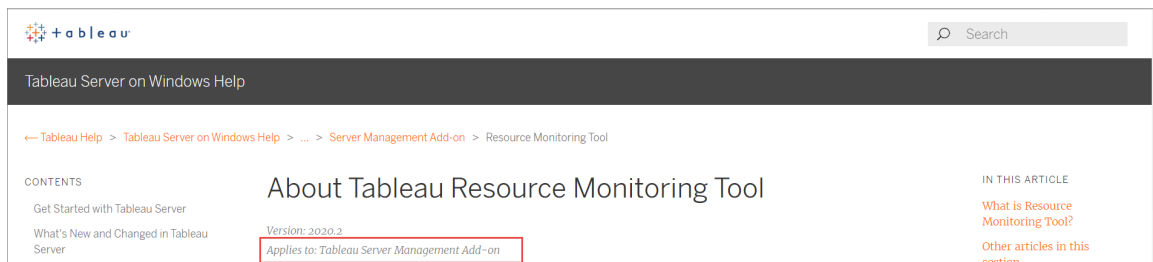 + a b | e a u
Search
Tableau Server on Windows Help
← Tableau Help > Tableau Server on Windows Help > ... > Server Management Add-on > Resource Monitoring Tool
CONTENTS
Get Started with Tableau Server
What's New and Changed in Tableau
Server
About Tableau Resource Monitoring Tool
Version: 2020.2
Applies to: Tableau Server Management Add-on
IN THIS ARTICLE
What is Resource
Monitoring Tool?
Other articles in this
section